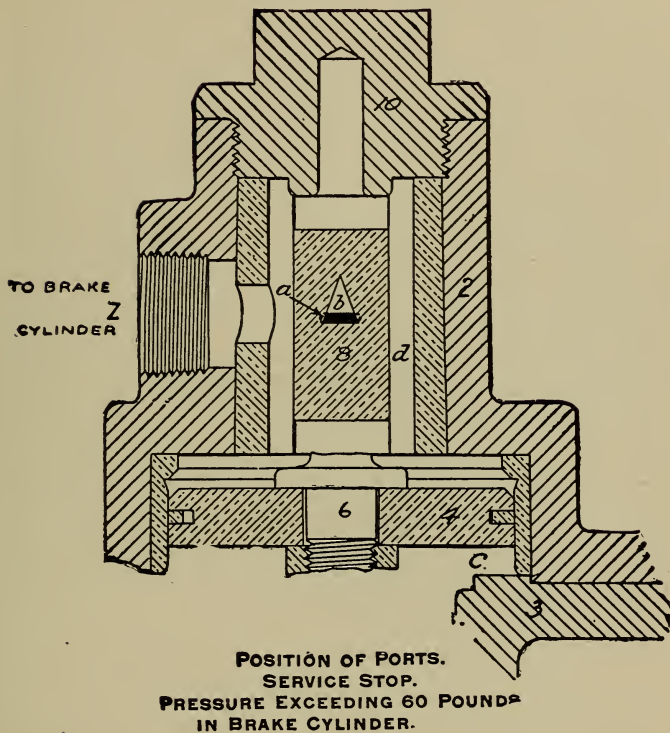 10
TO BRAKE
Z
CYLINDER
2
a
b
8
d
6
4
C.
3
POSITION OF PORTS.
SERVICE STOP.
PRESSURE EXCEEDING 60 POUNDS
IN BRAKE CYLINDER.